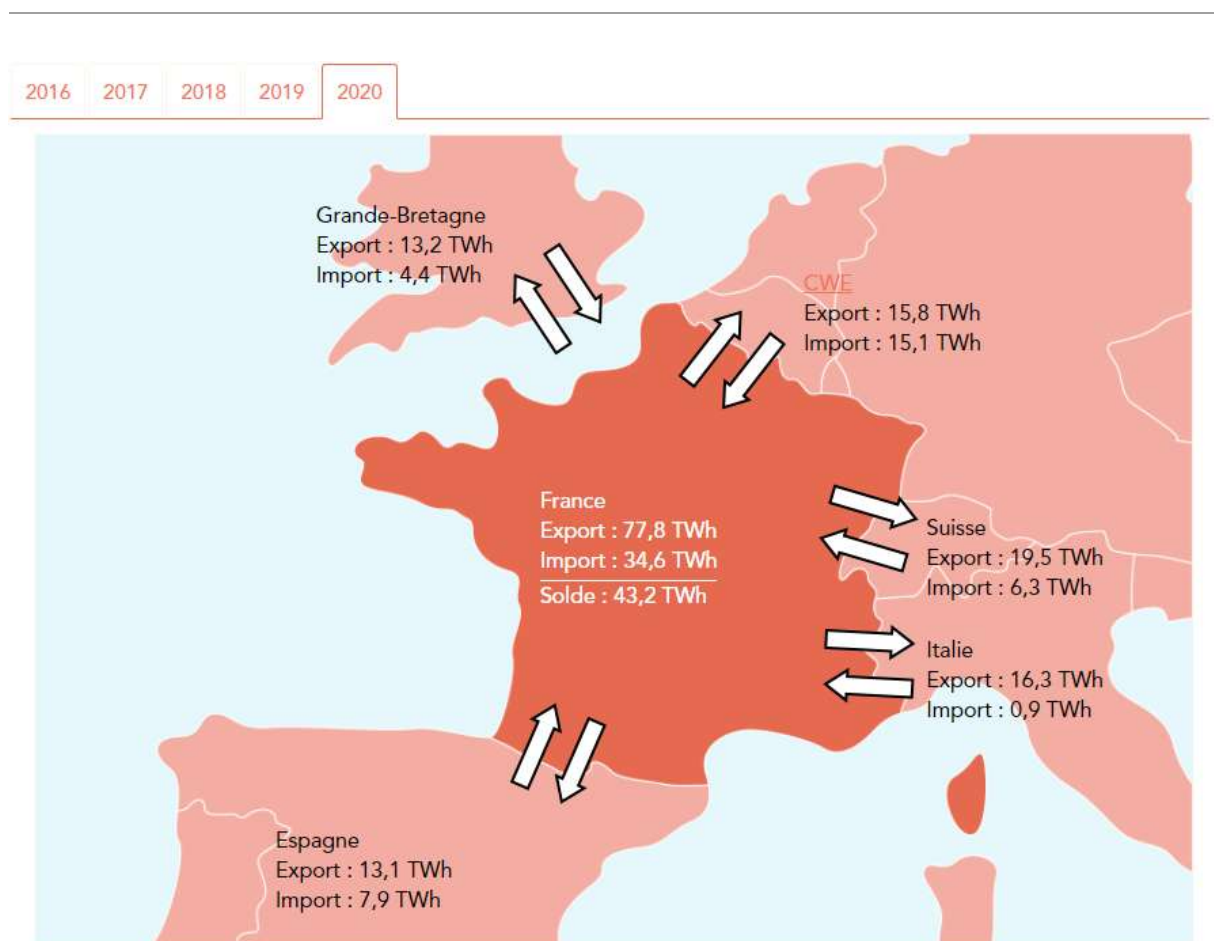 2016 2017 2018 2019 2020
Grande-Bretagne
Export : 13,2 TWh
Import : 4,4 TWh
CWE
Export : 15,8 TWh
Import : 15,1 TWh
France
Export : 77,8 TWh
Import : 34,6 TWh
Solde : 43,2 TWh
Suisse
Export : 19,5 TWh
Import : 6,3 TWh
Italie
Export : 16,3 TWh
Import : 0,9 TWh
Espagne
Export : 13,1 TWh
Import : 7,9 TWh